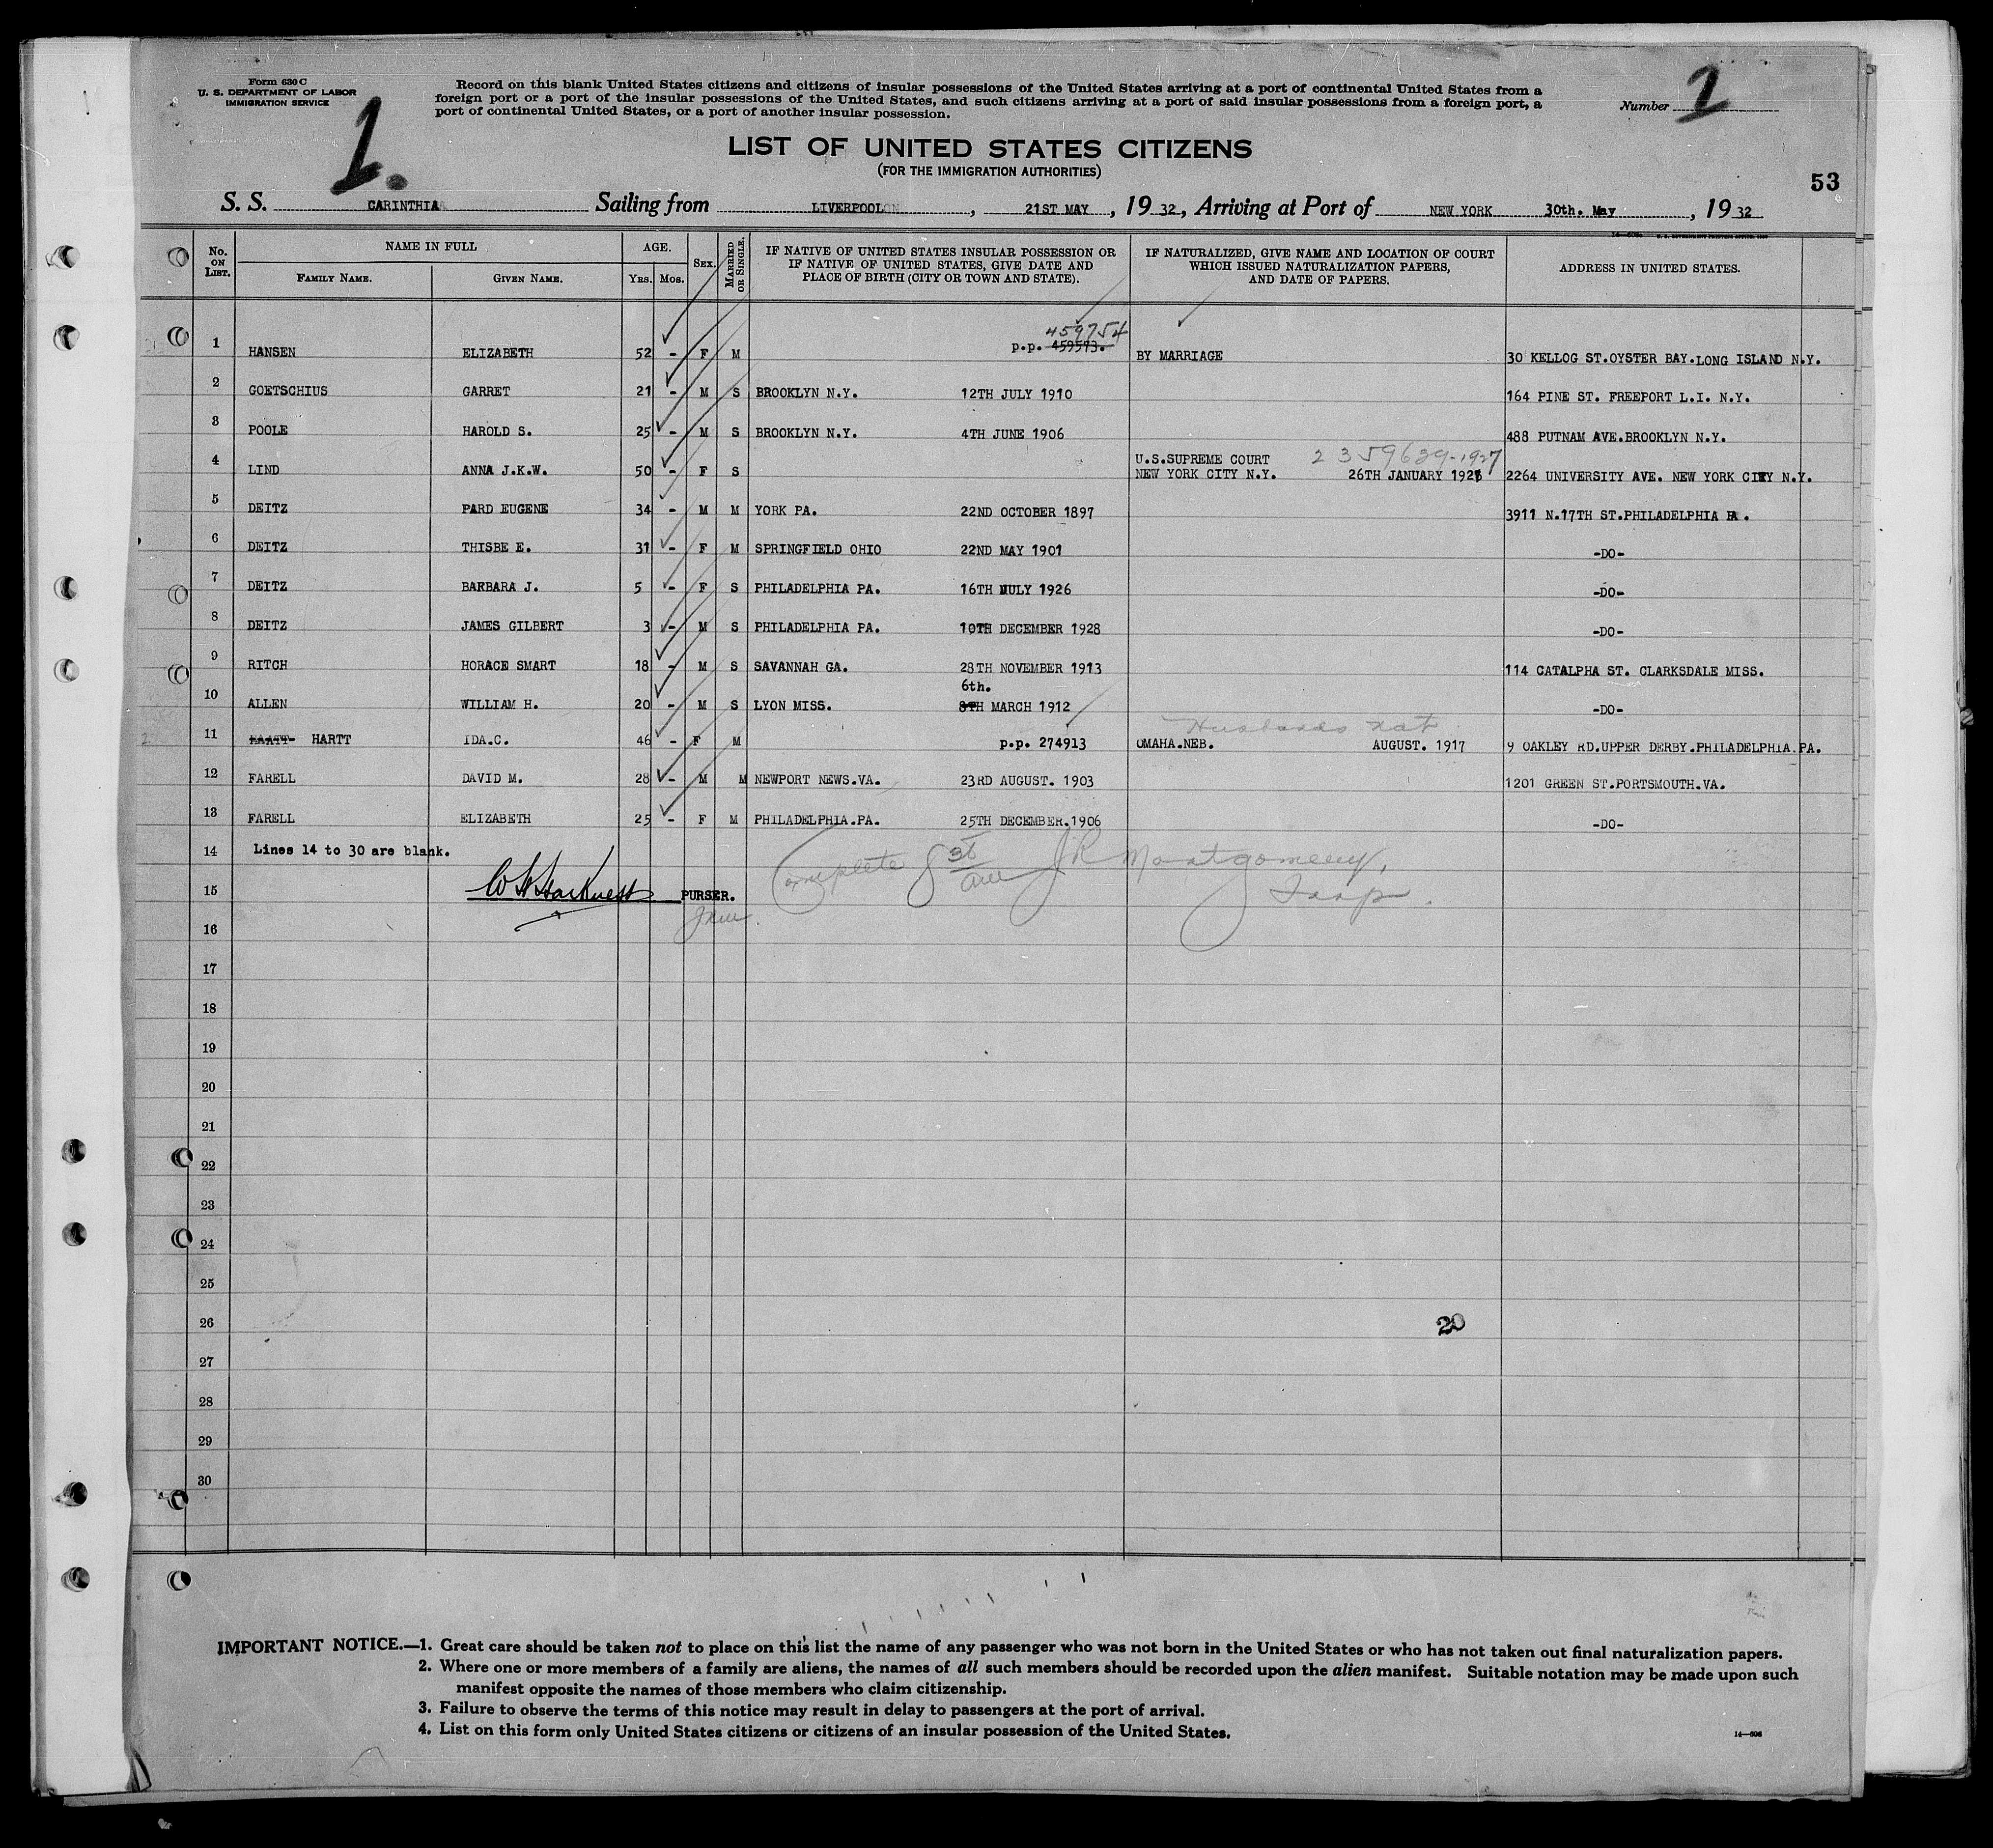 Form 630 C
U. S. DEPARTMENT OF LABOR
IMMIGRATION SERVICE
1.
Record on this blank United States citizens and citizens of insular possessions of the United States arriving at a port of continental United States from a
foreign port or a port of the insular possessions of the United States, and such citizens arriving at a port of said insular possessions from a foreign port, a
port of continental United States, or a port of another insular possession.
Number 2
LIST OF UNITED STATES CITIZENS
(FOR THE IMMIGRATION AUTHORITIES)
53
S. S. CARINTHIA Sailing from LIVERPOOL, 21ST MAY, 1932, Arriving at Port of NEW YORK 30th. May, 1932
No. ON LIST. NAME IN FULL FAMILY NAME. GIVEN NAME. AGE. Yrs. Mos. SEX. MARRIED OR SINGLE. IF NATIVE OF UNITED STATES INSULAR POSSESSION OR IF NATIVE OF UNITED STATES, GIVE DATE AND PLACE OF BIRTH (CITY OR TOWN AND STATE). IF NATURALIZED, GIVE NAME AND LOCATION OF COURT WHICH ISSUED NATURALIZATION PAPERS, AND DATE OF PAPERS. ADDRESS IN UNITED STATES.
459754
1 HANSEN ELIZABETH 52 - F M p.p. 459593. BY MARRIAGE 30 KELLOG ST.OYSTER BAY.LONG ISLAND N.Y.
2 GOETSCHIUS GARRET 21 - M S BROOKLYN N.Y. 12TH JULY 1910 164 PINE ST. FREEPORT L.I. N.Y.
3 POOLE HAROLD S. 25 - M S BROOKLYN N.Y. 4TH JUNE 1906 488 PUTNAM AVE.BROOKLYN N.Y.
U.S.SUPREME COURT 2359629-1927
4 LIND ANNA J.K.W. 50 - F S NEW YORK CITY N.Y. 26TH JANUARY 1928 2264 UNIVERSITY AVE. NEW YORK CITY N.Y.
5 DEITZ PARD EUGENE 34 - M M YORK PA. 22ND OCTOBER 1897 3911 N.17TH ST.PHILADELPHIA PA.
6 DEITZ THISBE E. 31 - F M SPRINGFIELD OHIO 22ND MAY 1901 -DO-
7 DEITZ BARBARA J. 5 - F S PHILADELPHIA PA. 16TH JULY 1926 -DO-
8 DEITZ JAMES GILBERT 3 - M S PHILADELPHIA PA. 10TH DECEMBER 1928 -DO-
9 RITCH HORACE SMART 18 - M S SAVANNAH GA. 28TH NOVEMBER 1913 114 CATALPHA ST. CLARKSDALE MISS.
6th.
10 ALLEN WILLIAM H. 20 - M S LYON MISS. 8TH MARCH 1912 -DO-
Husbands nat
11 HARTT IDA.C. 46 - F M p.p. 274913 OMAHA.NEB. AUGUST. 1917 9 OAKLEY RD.UPPER DERBY.PHILADELPHIA.PA.
12 FARELL DAVID M. 28 - M M NEWPORT NEWS.VA. 23RD AUGUST. 1903 1201 GREEN ST.PORTSMOUTH.VA.
13 FARELL ELIZABETH 25 - F M PHILADELPHIA.PA. 25TH DECEMBER.1906 -DO-
14 Lines 14 to 30 are blank.
Complete JR Montgomery,
15 W H Harkness PURSER. Insp.
16
17
18
19
20
21
22
23
24
25
26 20
27
28
29
30
IMPORTANT NOTICE.—1. Great care should be taken not to place on this list the name of any passenger who was not born in the United States or who has not taken out final naturalization papers.
2. Where one or more members of a family are aliens, the names of all such members should be recorded upon the alien manifest. Suitable notation may be made upon such
manifest opposite the names of those members who claim citizenship.
3. Failure to observe the terms of this notice may result in delay to passengers at the port of arrival.
4. List on this form only United States citizens or citizens of an insular possession of the United States.
14—606